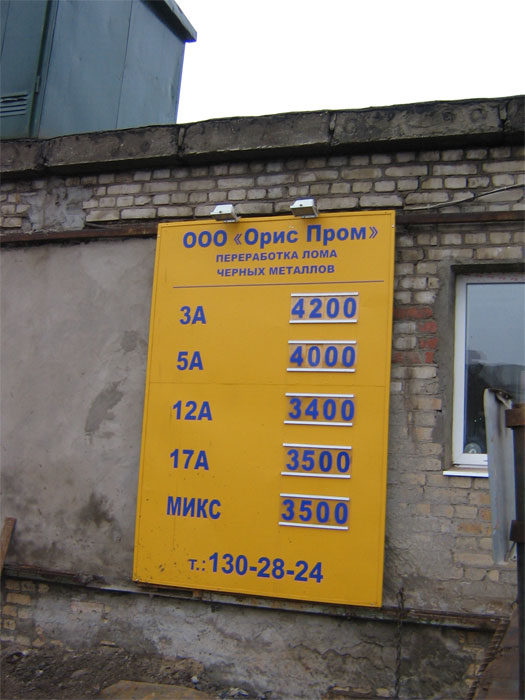 ООО «Орис Пром»
ПЕРЕРАБОТКА ЛОМА
ЧЕРНЫХ МЕТАЛЛОВ
3А 4200
5А 4000
12А 3400
17А 3500
МИКС 3500
т.:130-28-24